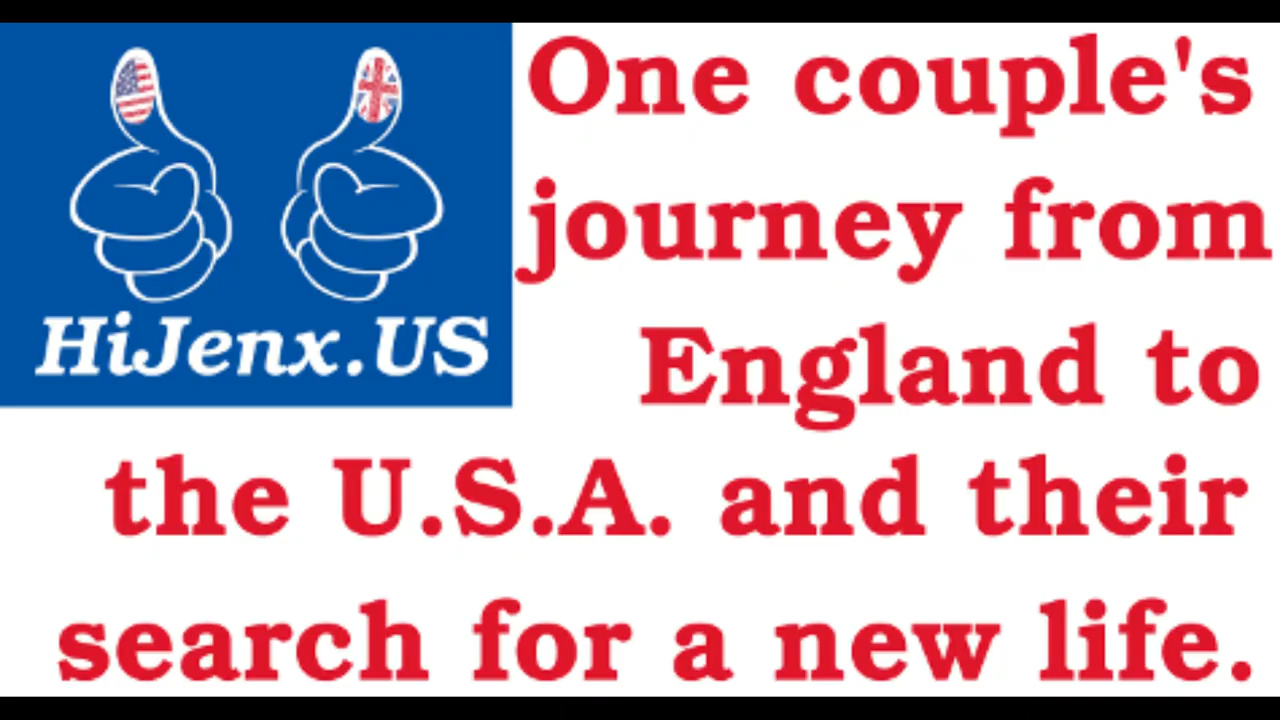 HiJenx.US
One couple's
journey from
England to
the U.S.A. and their
search for a new life.